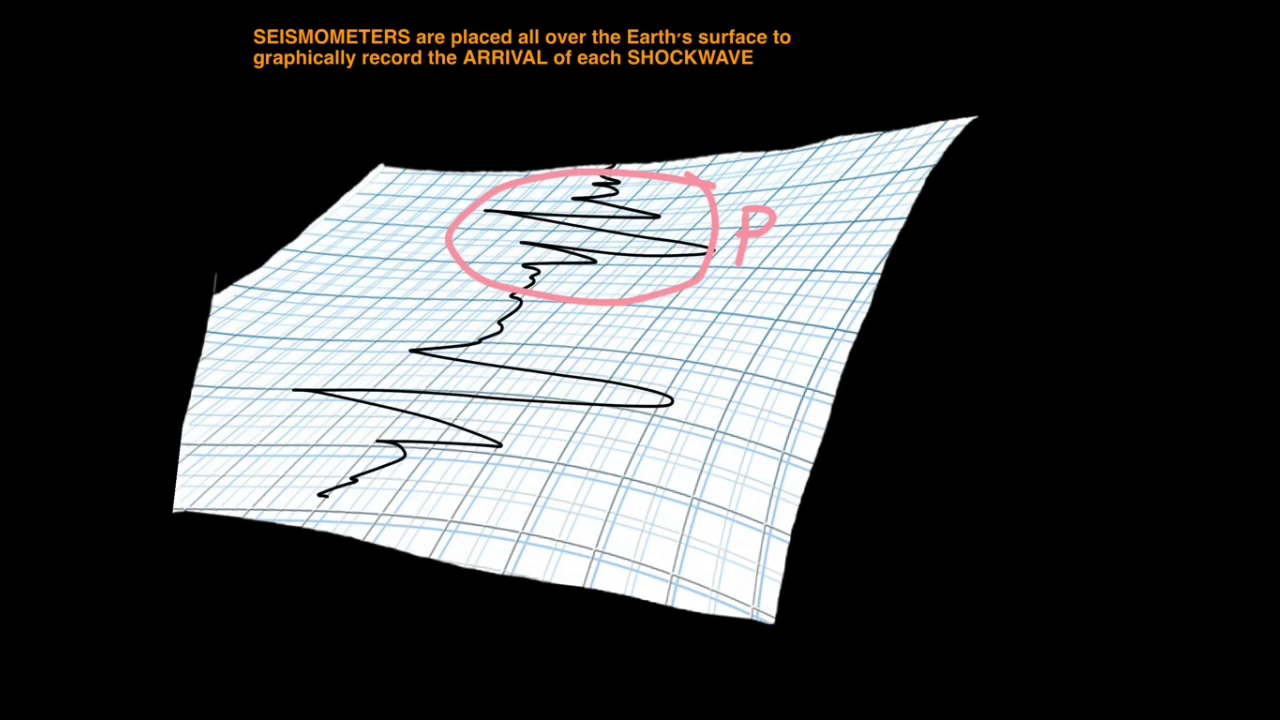 SEISMOMETERS are placed all over the Earth's surface to
graphically record the ARRIVAL of each SHOCKWAVE
P